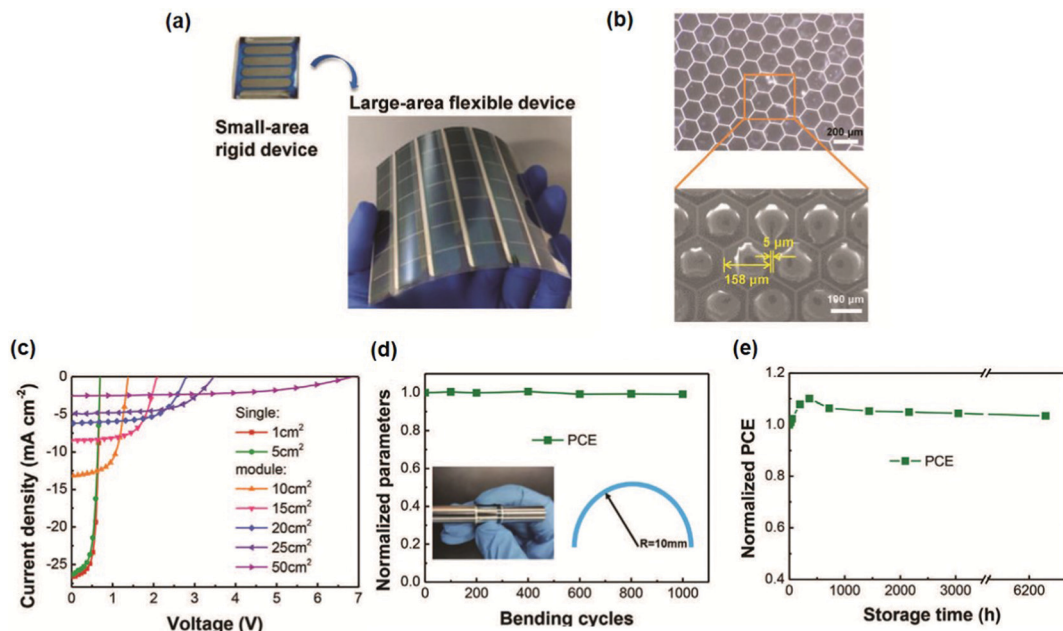 (a)
Small-area
rigid device
Large-area flexible device
(b)
200 μm
5 μm
158 μm
100 μm
(c)
Current density (mA cm⁻²)
0
-5
-10
-15
-20
-25
0 1 2 3 4 5 6 7
Voltage (V)
Single:
1cm²
5cm²
module:
10cm²
15cm²
20cm²
25cm²
50cm²
(d)
Normalized parameters
1.0
0.8
0.6
0.4
0.2
0.0
0 200 400 600 800 1000
Bending cycles
PCE
R=10mm
(e)
Normalized PCE
1.2
1.0
0.8
0.6
0.4
0 1000 2000 3000 6200
Storage time (h)
PCE